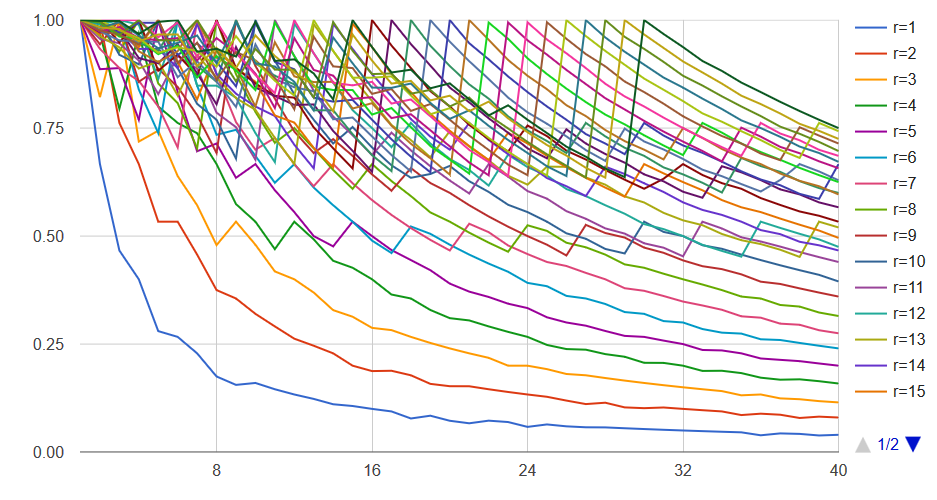 1.00
0.75
0.50
0.25
0.00
8
16
24
32
40
r=1
r=2
r=3
r=4
r=5
r=6
r=7
r=8
r=9
r=10
r=11
r=12
r=13
r=14
r=15
1/2